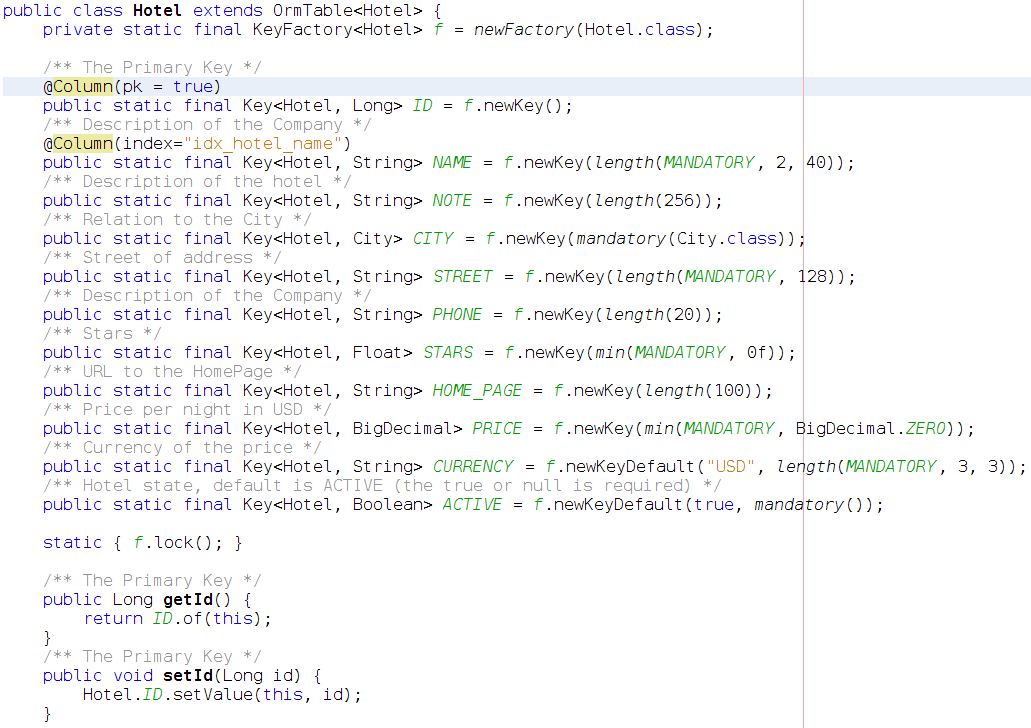 public class Hotel extends OrmTable<Hotel> {
    private static final KeyFactory<Hotel> f = newFactory(Hotel.class);

    /** The Primary Key */
    @Column(pk = true)
    public static final Key<Hotel, Long> ID = f.newKey();
    /** Description of the Company */
    @Column(index="idx_hotel_name")
    public static final Key<Hotel, String> NAME = f.newKey(length(MANDATORY, 2, 40));
    /** Description of the hotel */
    public static final Key<Hotel, String> NOTE = f.newKey(length(256));
    /** Relation to the City */
    public static final Key<Hotel, City> CITY = f.newKey(mandatory(City.class));
    /** Street of address */
    public static final Key<Hotel, String> STREET = f.newKey(length(MANDATORY, 128));
    /** Description of the Company */
    public static final Key<Hotel, String> PHONE = f.newKey(length(20));
    /** Stars */
    public static final Key<Hotel, Float> STARS = f.newKey(min(MANDATORY, 0f));
    /** URL to the HomePage */
    public static final Key<Hotel, String> HOME_PAGE = f.newKey(length(100));
    /** Price per night in USD */
    public static final Key<Hotel, BigDecimal> PRICE = f.newKey(min(MANDATORY, BigDecimal.ZERO));
    /** Currency of the price */
    public static final Key<Hotel, String> CURRENCY = f.newKeyDefault("USD", length(MANDATORY, 3, 3));
    /** Hotel state, default is ACTIVE (the true or null is required) */
    public static final Key<Hotel, Boolean> ACTIVE = f.newKeyDefault(true, mandatory());

    static { f.lock(); }

    /** The Primary Key */
    public Long getId() {
        return ID.of(this);
    }
    /** The Primary Key */
    public void setId(Long id) {
        Hotel.ID.setValue(this, id);
    }